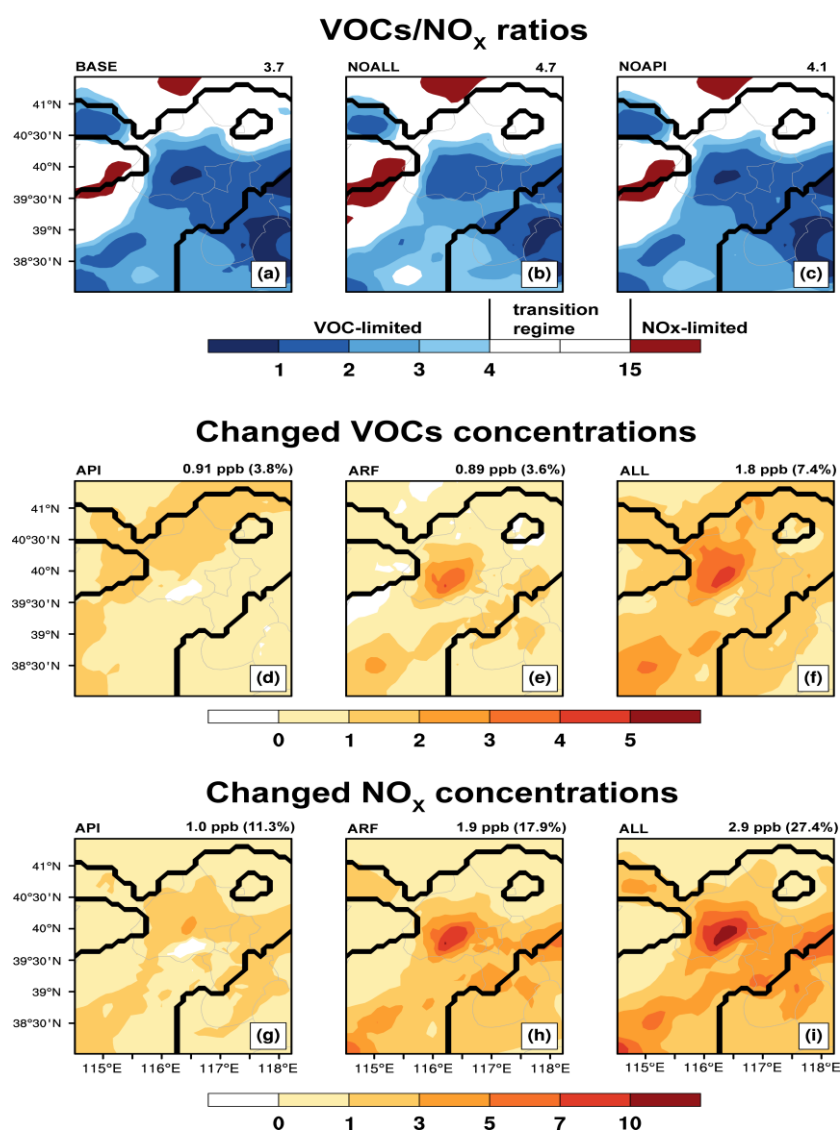 VOCs/NOx ratios
BASE 3.7 NOALL 4.7 NOAPI 4.1
41°N
40°30'N
40°N
39°30'N
39°N
38°30'N
(a) (b) (c)
VOC-limited transition regime NOx-limited
1 2 3 4 15
Changed VOCs concentrations
API 0.91 ppb (3.8%) ARF 0.89 ppb (3.6%) ALL 1.8 ppb (7.4%)
41°N
40°30'N
40°N
39°30'N
39°N
38°30'N
(d) (e) (f)
0 1 2 3 4 5
Changed NOx concentrations
API 1.0 ppb (11.3%) ARF 1.9 ppb (17.9%) ALL 2.9 ppb (27.4%)
41°N
40°30'N
40°N
39°30'N
39°N
38°30'N
(g) (h) (i)
115°E 116°E 117°E 118°E 115°E 116°E 117°E 118°E 115°E 116°E 117°E 118°E
0 1 3 5 7 10